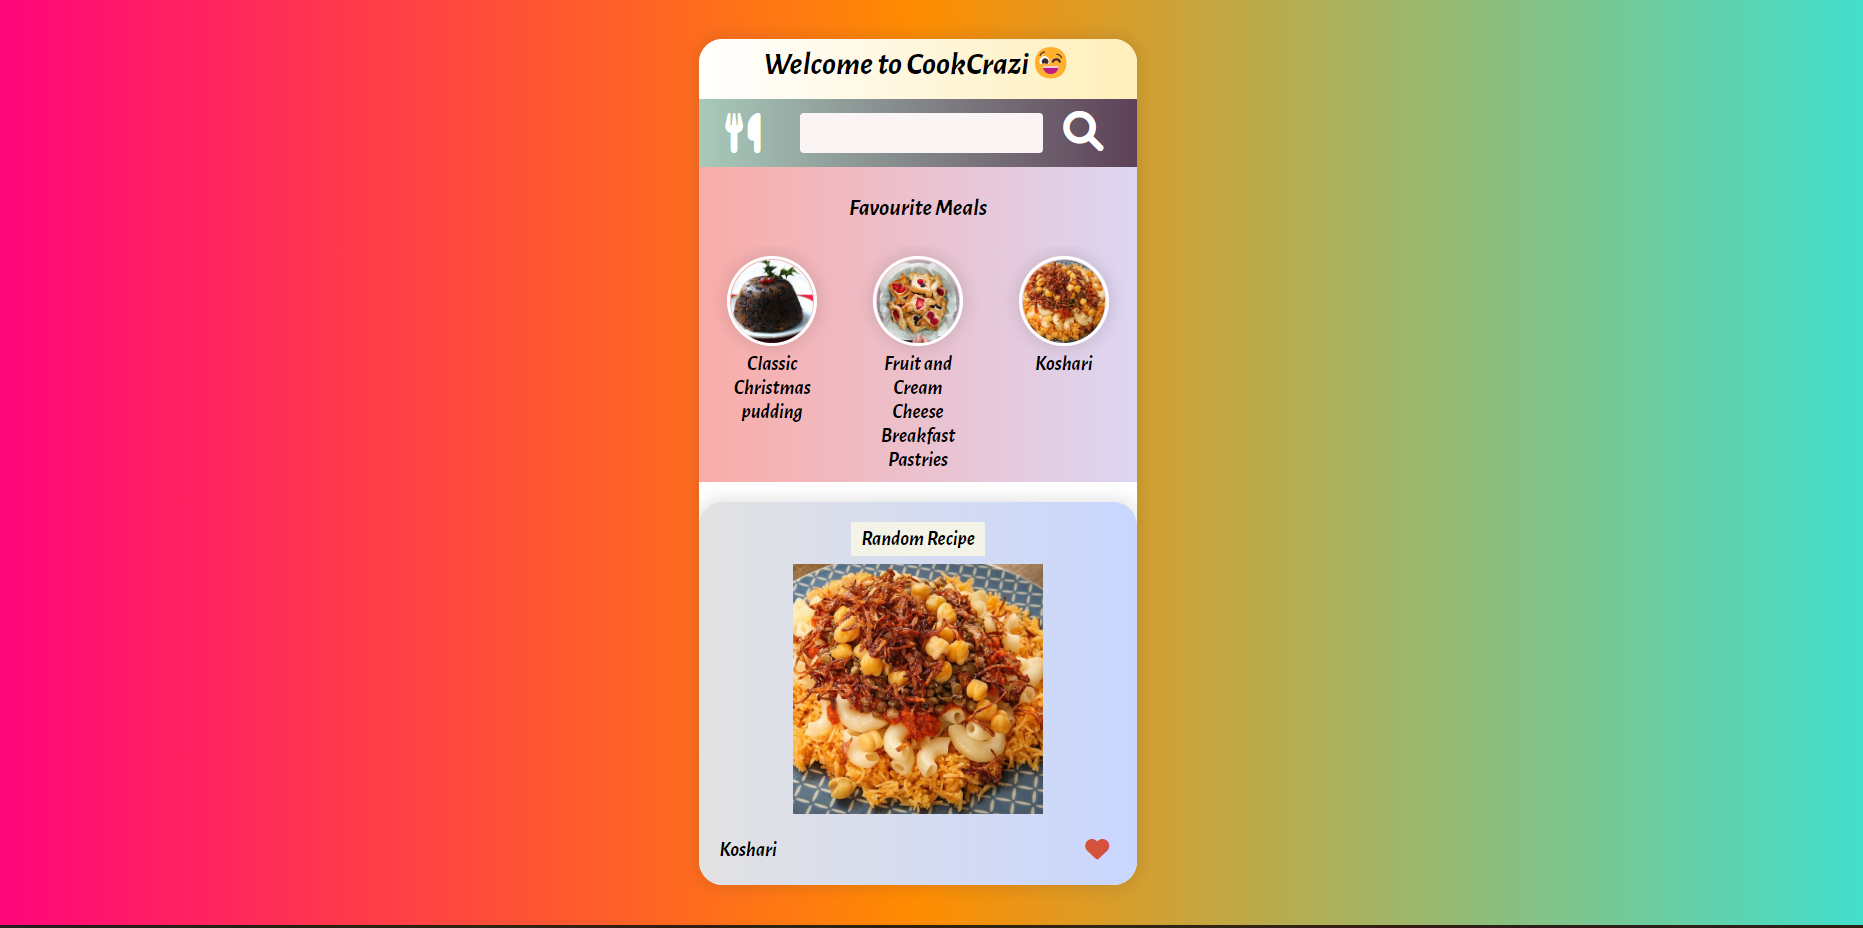 Welcome to CookCrazi 😉
Favourite Meals
Classic
Christmas
pudding
Fruit and
Cream
Cheese
Breakfast
Pastries
Koshari
Random Recipe
Koshari